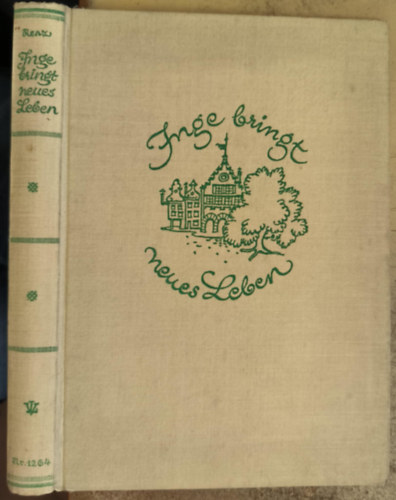 Inge
bringt
neues
Leben
Nr. 1264
Inge bringt
neues Leben